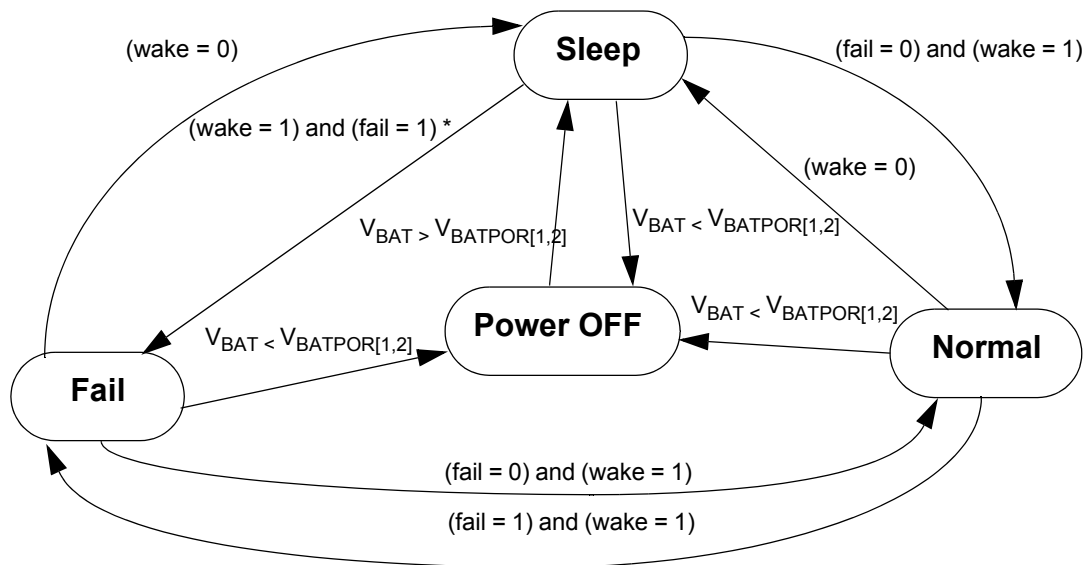 Sleep
(wake = 0)
(fail = 0) and (wake = 1)
(wake = 1) and (fail = 1) *
(wake = 0)
VBAT > VBATPOR[1,2]
VBAT < VBATPOR[1,2]
VBAT < VBATPOR[1,2]
Power OFF
VBAT < VBATPOR[1,2]
Normal
Fail
(fail = 0) and (wake = 1)
(fail = 1) and (wake = 1)